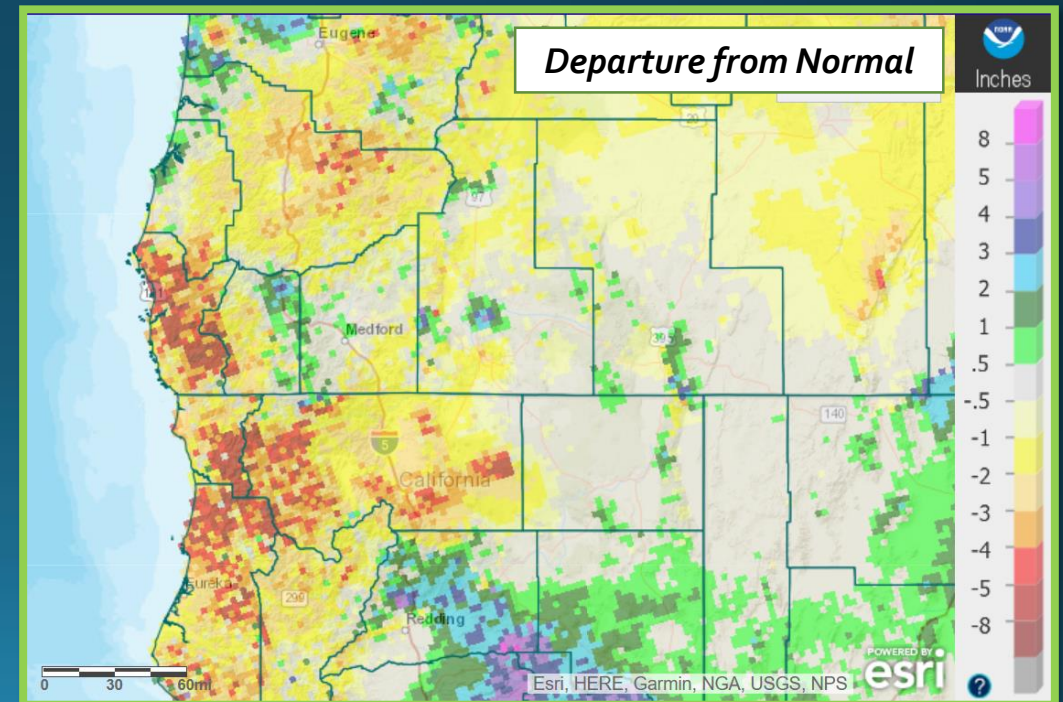 Departure from Normal
noaa
Inches
8
5
4
3
2
1
.5
-.5
-1
-2
-3
-4
-5
-8
Eugene
20
97
Medford
395
140
5
California
Eureka
299
Redding
0 30 60mi
Esri, HERE, Garmin, NGA, USGS, NPS
POWERED BY
esri
?